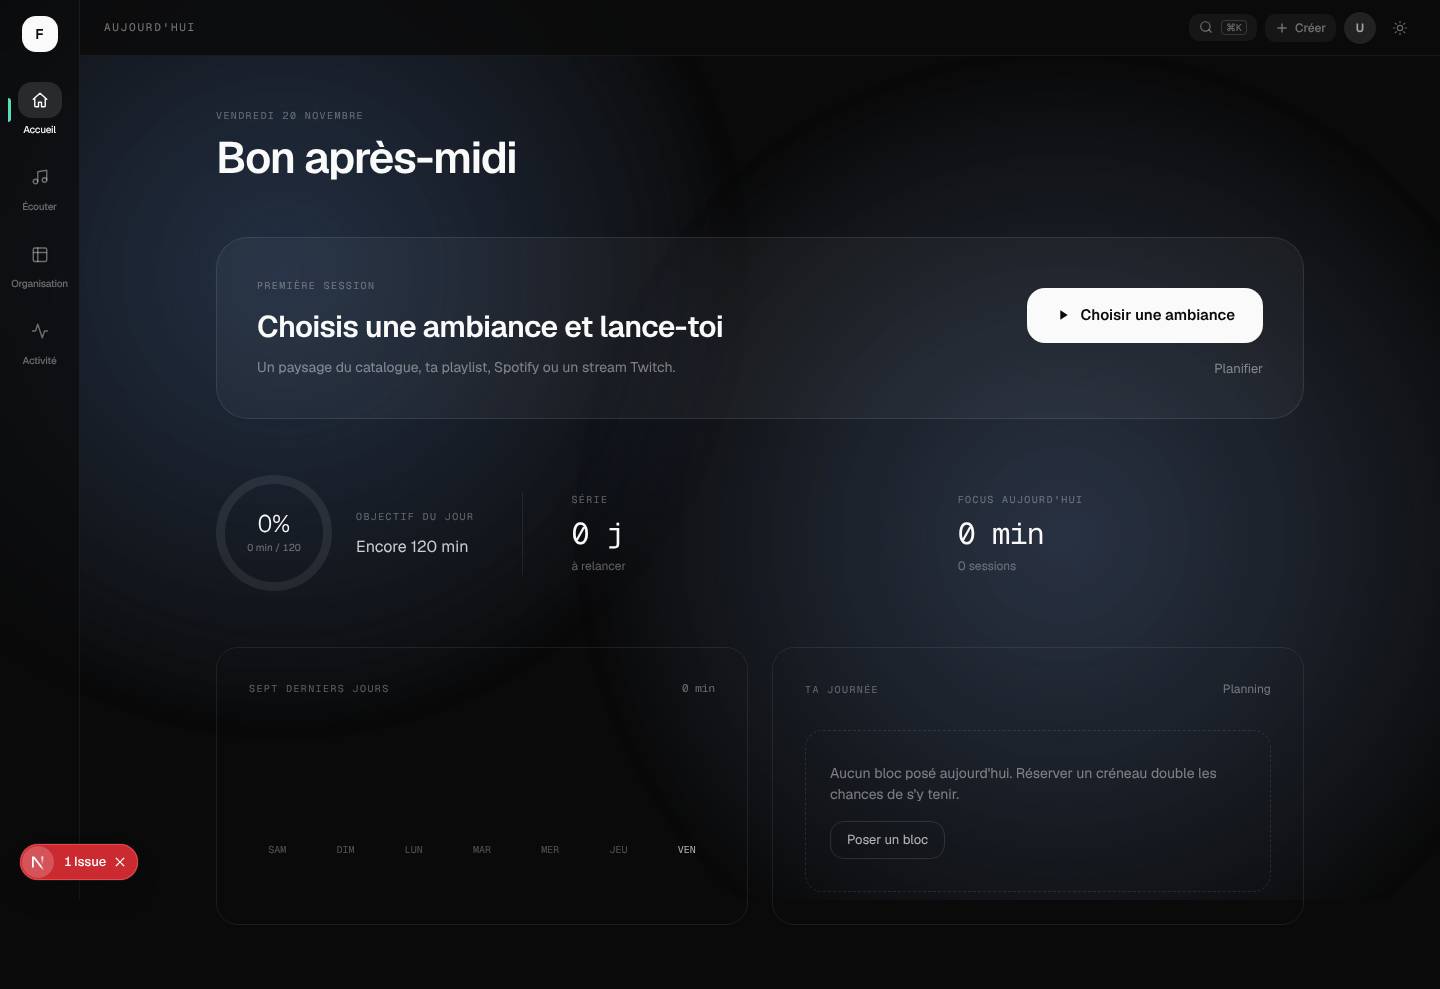 F
AUJOURD'HUI
⌘K
Créer
U
Accueil
Écouter
Organisation
Activité
VENDREDI 20 NOVEMBRE
Bon après-midi
PREMIÈRE SESSION
Choisis une ambiance et lance-toi
Un paysage du catalogue, ta playlist, Spotify ou un stream Twitch.
Choisir une ambiance
Planifier
0%
0 min / 120
OBJECTIF DU JOUR
Encore 120 min
SÉRIE
0 j
à relancer
FOCUS AUJOURD'HUI
0 min
0 sessions
SEPT DERNIERS JOURS
0 min
SAM DIM LUN MAR MER JEU VEN
TA JOURNÉE
Planning
Aucun bloc posé aujourd'hui. Réserver un créneau double les
chances de s'y tenir.
Poser un bloc
N
1 Issue